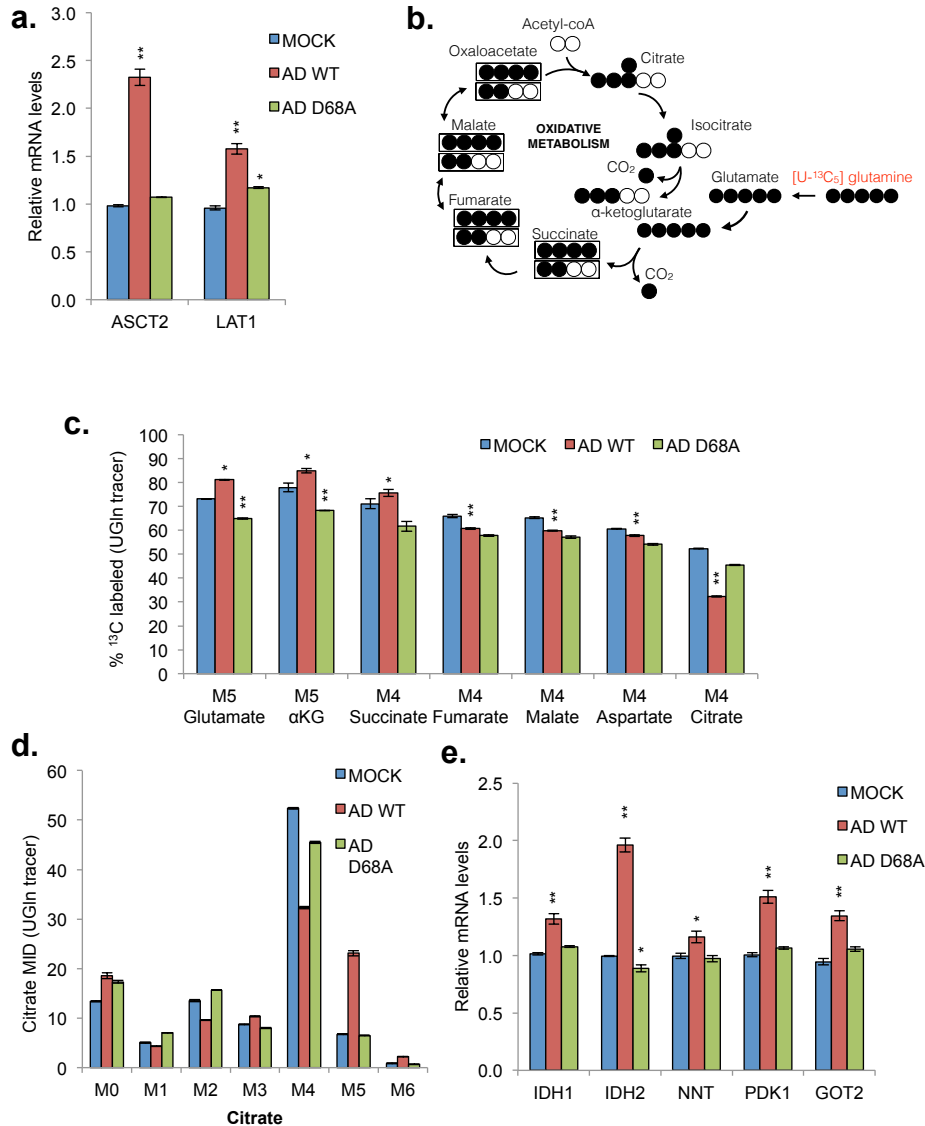 a.
3.0
2.5
2.0
1.5
1.0
0.5
0.0
Relative mRNA levels
MOCK
AD WT
AD D68A
**
**
*
ASCT2
LAT1
b.
Acetyl-coA
Oxaloacetate
Citrate
Malate
OXIDATIVE
METABOLISM
Isocitrate
CO2
Glutamate
[U-13C5] glutamine
Fumarate
α-ketoglutarate
Succinate
CO2
c.
MOCK
AD WT
AD D68A
100
90
80
70
60
50
40
30
20
10
0
% 13C labeled (UGln tracer)
*
**
*
**
*
**
**
**
**
M5
Glutamate
M5
αKG
M4
Succinate
M4
Fumarate
M4
Malate
M4
Aspartate
M4
Citrate
d.
60
50
40
30
20
10
0
Citrate MID (UGln tracer)
MOCK
AD WT
AD
D68A
M0
M1
M2
M3
M4
M5
M6
Citrate
e.
2.5
2.0
1.5
1.0
0.5
0.0
Relative mRNA levels
MOCK
AD WT
AD D68A
**
**
*
*
**
**
IDH1
IDH2
NNT
PDK1
GOT2